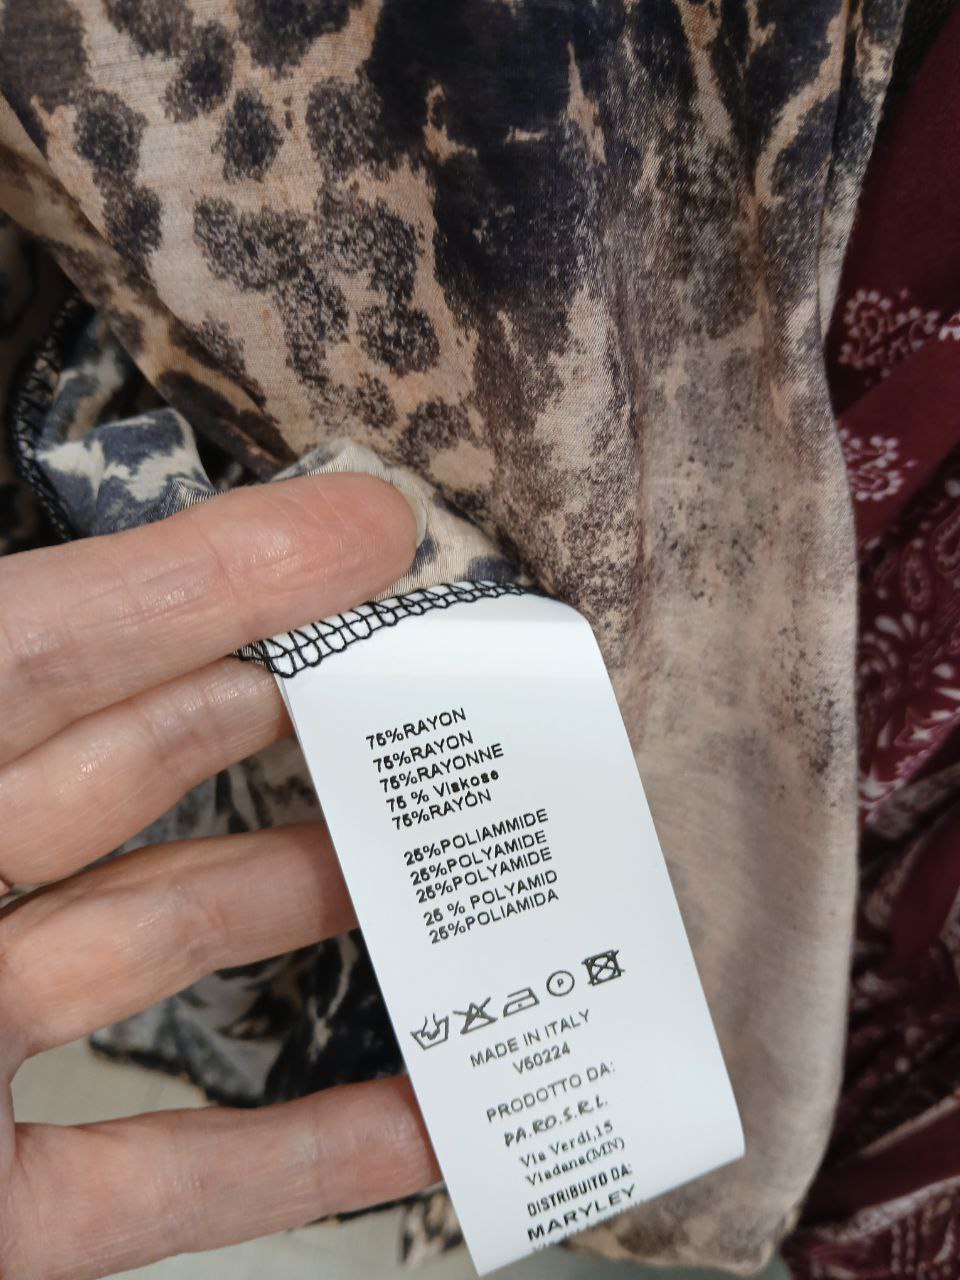 75%RAYON
75%RAYON
75%RAYONNE
75 % Viskose
75%RAYÓN
25%POLIAMMIDE
25%POLYAMIDE
25%POLYAMIDE
25 % POLYAMID
25%POLIAMIDA
P
MADE IN ITALY
V50224
PRODOTTO DA:
PA.RO.S.R.L.
Via Verdi,15
Viadana(MN)
DISTRIBUITO DA:
MARYLEY